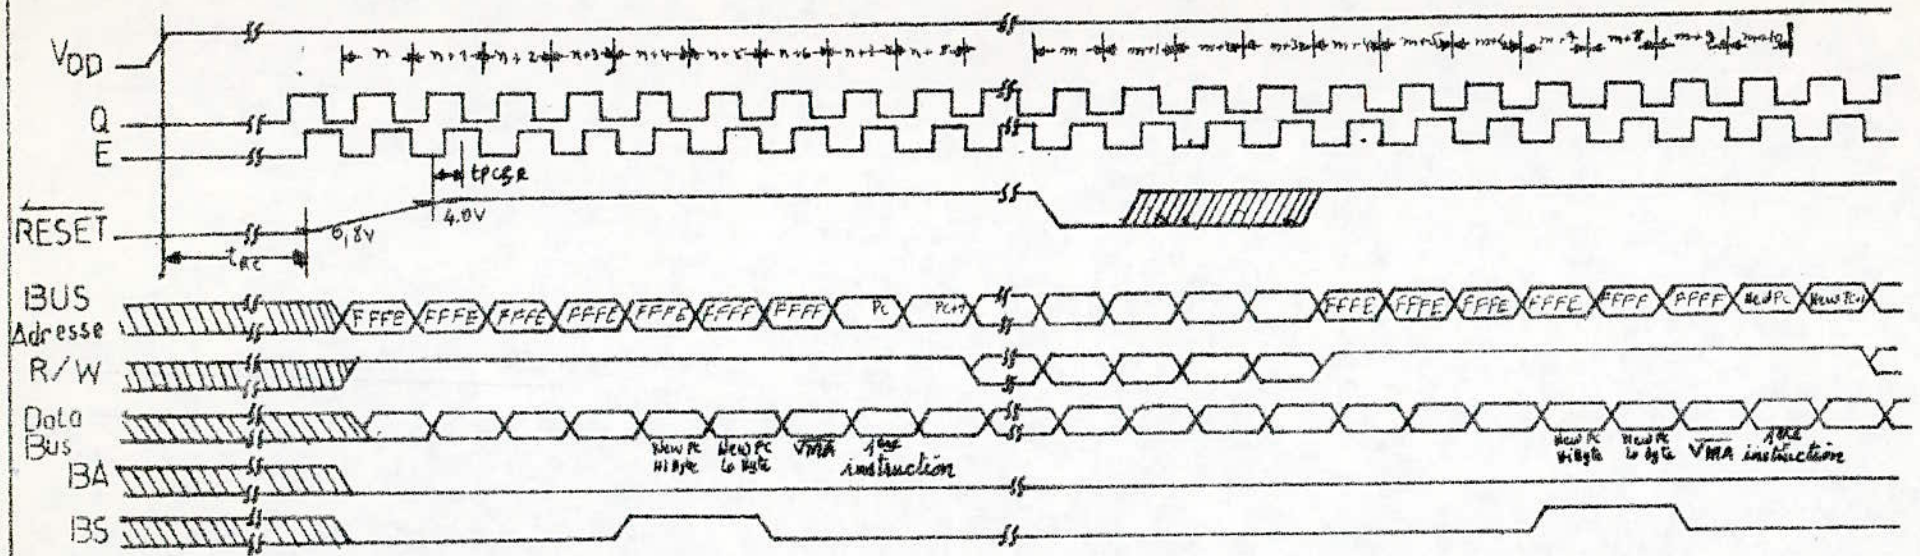 VDD
n n+1 n+2 n+3 n+4 n+5 n+6 n+7 n+8 m m+1 m+2 m+3 m+4 m+5 m+6 m+7 m+8 m+9 m+10
Q
E
tPCS,R
4.0V
RESET
0,8V
tRC
BUS
Adresse
FFFE FFFE FFFE FFFE FFFE FFFF FFFF PC PC+1 FFFE FFFE FFFE FFFE FFFF FFFF New PC New PC+1
R/W
Data
Bus
New PC Hi Byte
New PC Lo Byte
VMA
1ère instruction
New PC Hi Byte
New PC Lo Byte
VMA
1ère instruction
BA
BS